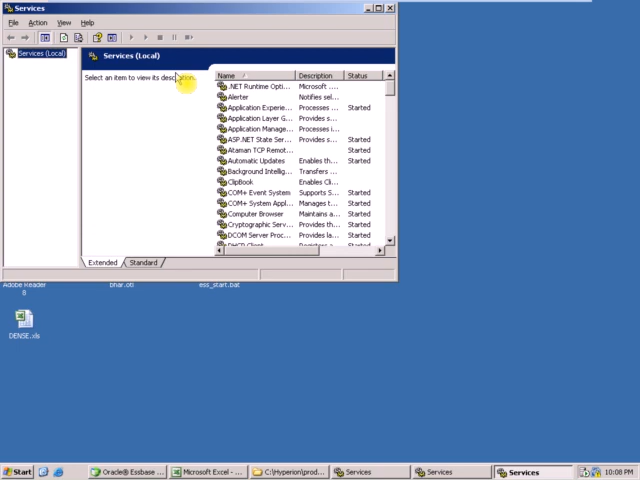 Services
File Action View Help
Services (Local)
Services (Local)
Select an item to view its description.
Name Description Status
.NET Runtime Opti... Microsoft ....
Alerter Notifies sel...
Application Experie... Processes ... Started
Application Layer G... Provides s...
Application Manage... Processes i...
ASP.NET State Ser... Provides s... Started
Ataman TCP Remot... Started
Automatic Updates Enables th... Started
Background Intellig... Transfers ...
ClipBook Enables Cli...
COM+ Event System Supports S... Started
COM+ System Appl... Manages t... Started
Computer Browser Maintains a... Started
Cryptographic Serv... Provides th... Started
DCOM Server Proc... Provides la... Started
DHCP Client Registers a... Started
Extended Standard
Adobe Reader 8
bhar.otl
ess_start.bat
DENSE.xls
Start Oracle® Essbase ... Microsoft Excel - ... C:\Hyperion\prod... Services Services Services 10:08 PM